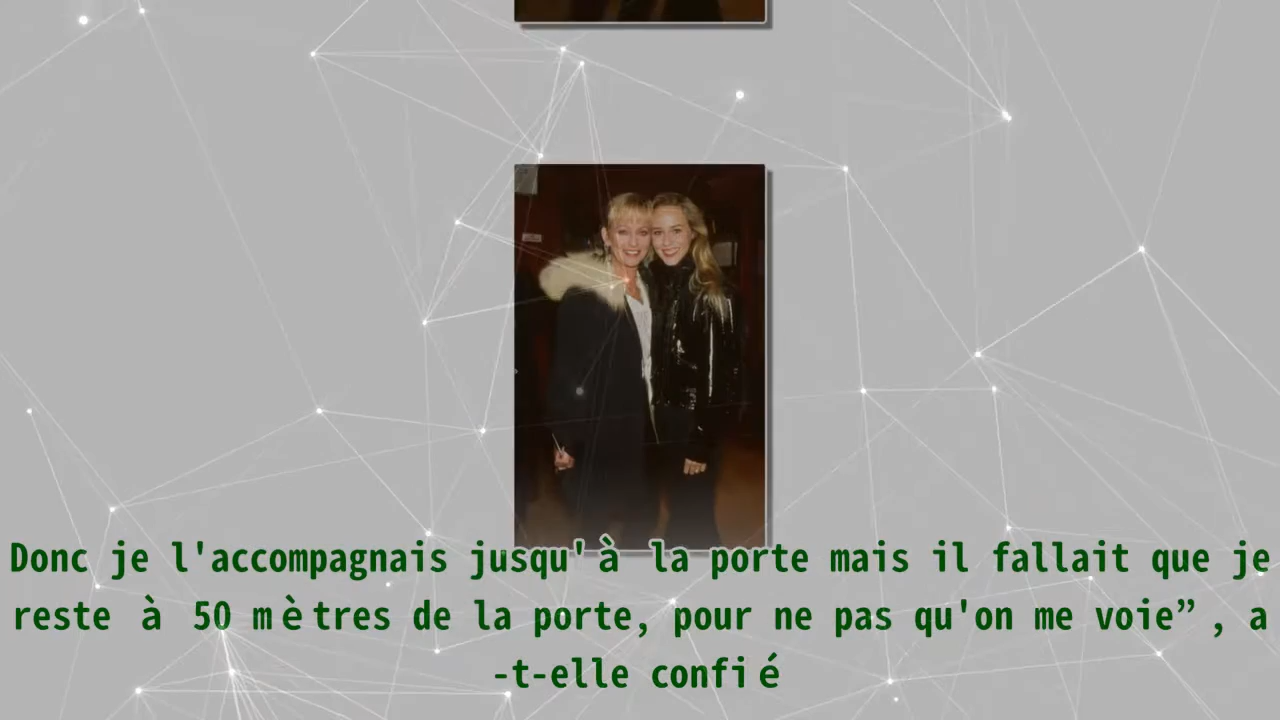 Donc je l'accompagnais jusqu'à la porte mais il fallait que je
reste à 50 mètres de la porte, pour ne pas qu'on me voie”, a
-t-elle confié